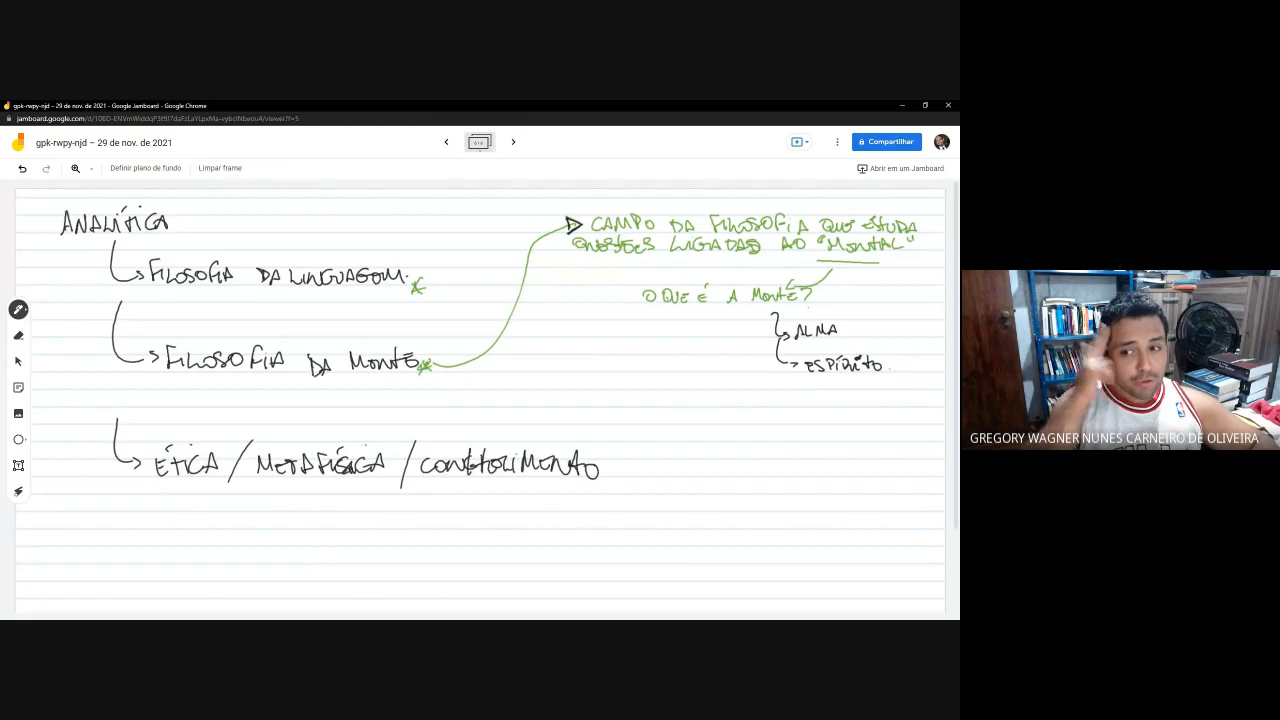 gpk-rwpy-njd – 29 de nov. de 2021 - Google Jamboard - Google Chrome
gpk-rwpy-njd – 29 de nov. de 2021
Compartilhar
Definir plano de fundo
Limpar frame
Abrir em um Jamboard
ANALÍTICA
FILOSOFIA DA LINGUAGEM
FILOSOFIA DA MENTE
ÉTICA / METAFÍSICA / CONHECIMENTO
CAMPO DA FILOSOFIA QUE ESTUDA
QUESTÕES LIGADAS AO "MENTAL"
O QUE É A MENTE?
ALMA
ESPÍRITO
GREGORY WAGNER NUNES CARNEIRO DE OLIVEIRA